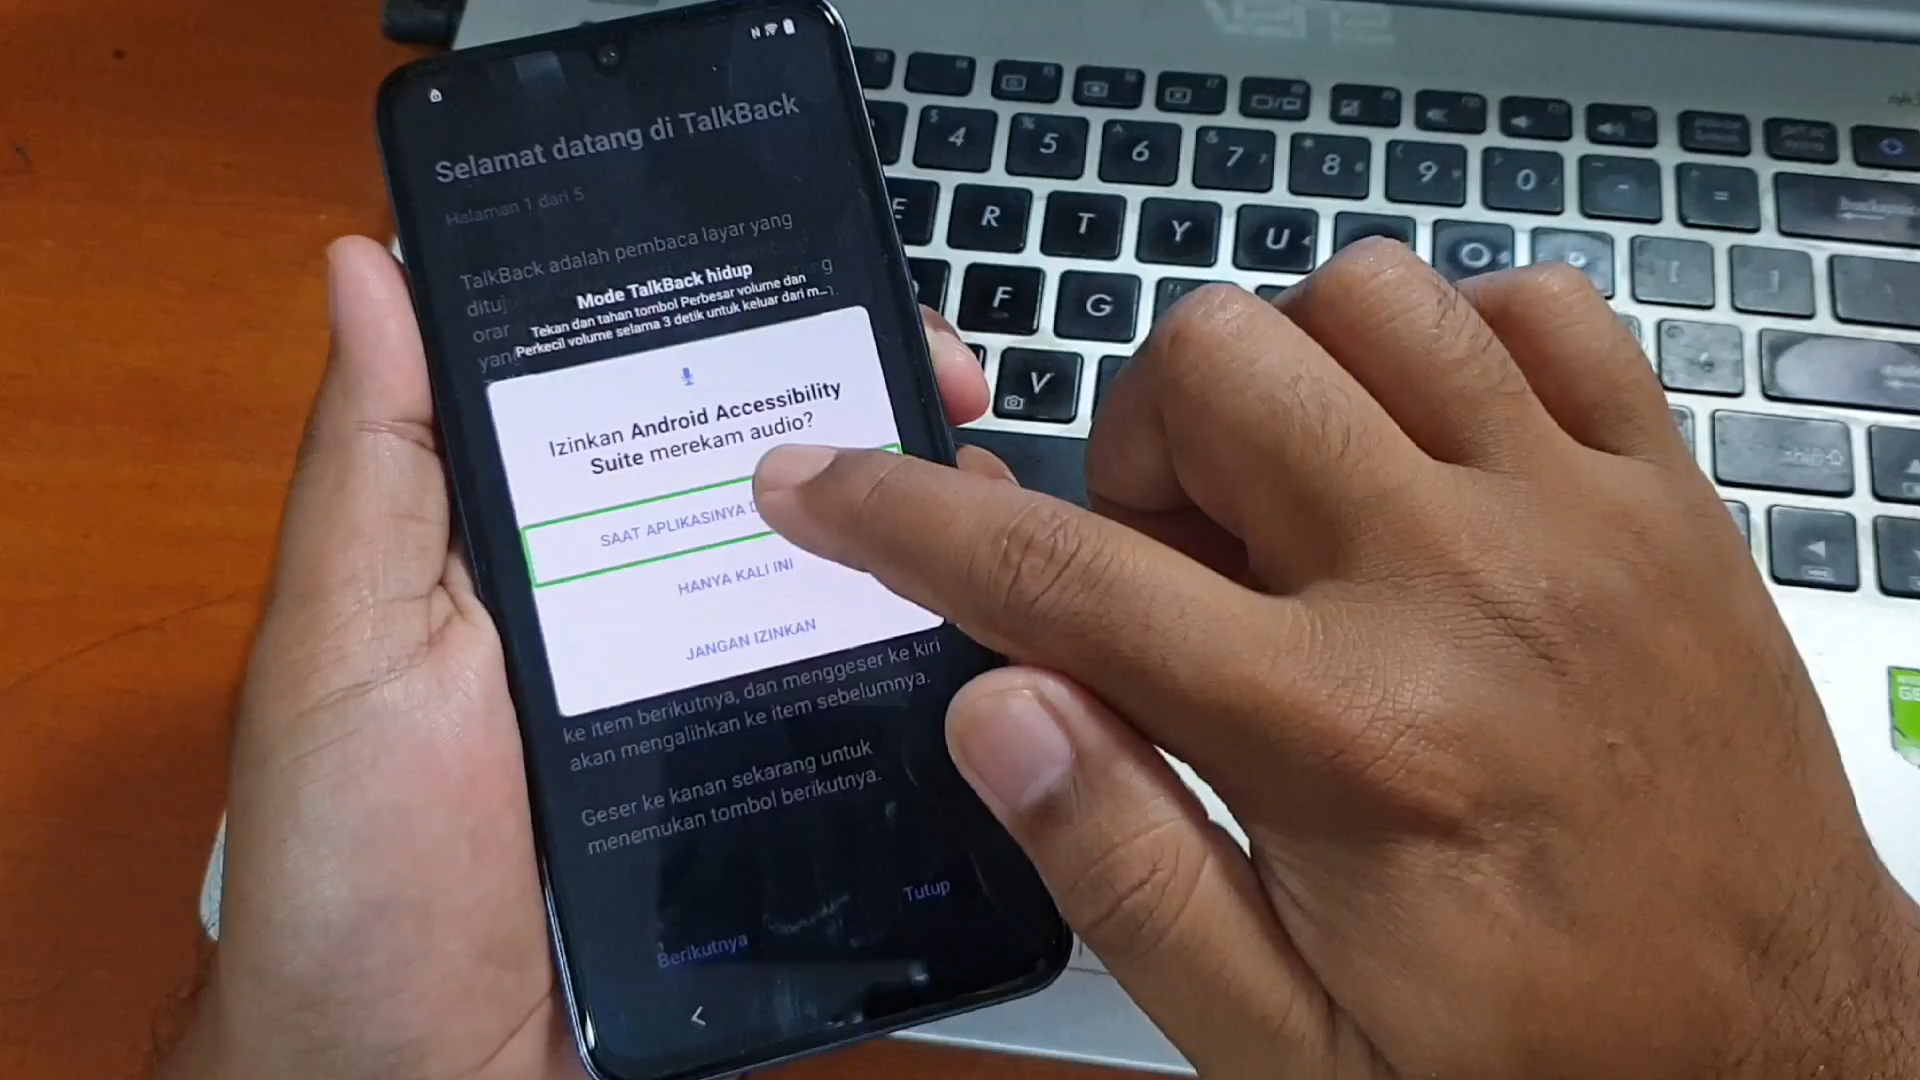 Selamat datang di TalkBack
Halaman 1 dari 5
TalkBack adalah pembaca layar yang
orar
Mode TalkBack hidup
Tekan dan tahan tombol Perbesar volume dan
Perkecil volume selama 3 detik untuk keluar dari m...
Izinkan Android Accessibility
Suite merekam audio?
SAAT APLIKASINYA
HANYA KALI INI
JANGAN IZINKAN
ke item berikutnya, dan menggeser ke kiri
akan mengalihkan ke item sebelumnya.
Geser ke kanan sekarang untuk
menemukan tombol berikutnya.
Tutup
Berikutnya
4 5 6 7 8 9 0
E R T Y U O P
F G
V